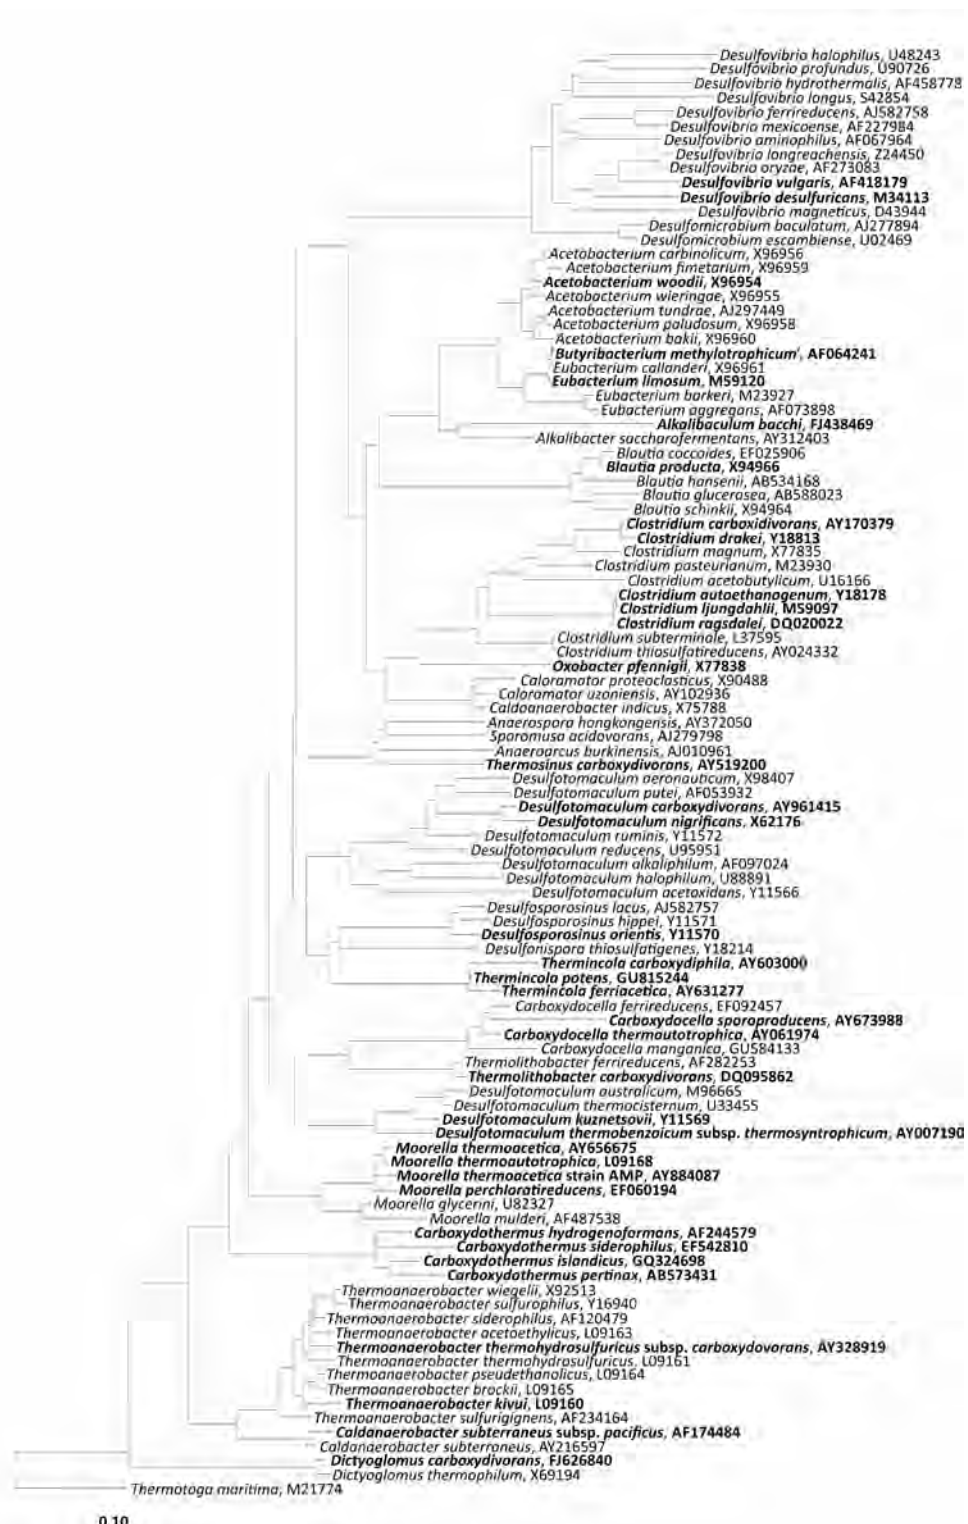 Desulfovibrio halophilus, U48243
Desulfovibrio profundus, U90726
Desulfovibrio hydrothermalis, AF458778
Desulfovibrio longus, S42854
Desulfovibrio ferrireducens, AJ582758
Desulfovibrio mexicoense, AF227984
Desulfovibrio aminophilus, AF067964
Desulfovibrio longreachensis, Z24450
Desulfovibrio oryzae, AF273083
Desulfovibrio vulgaris, AF418179
Desulfovibrio desulfuricans, M34113
Desulfovibrio magneticus, D43944
Desulfomicrobium baculatum, AJ277894
Desulfomicrobium escambiense, U02469
Acetobacterium carbinolicum, X96956
Acetobacterium fimetarium, X96959
Acetobacterium woodii, X96954
Acetobacterium wieringae, X96955
Acetobacterium tundrae, AJ297449
Acetobacterium paludosum, X96958
Acetobacterium bakii, X96960
Butyribacterium methylotrophicum', AF064241
Eubacterium callanderi, X96961
Eubacterium limosum, M59120
Eubacterium barkeri, M23927
Eubacterium aggregans, AF073898
Alkalibaculum bacchi, FJ438469
Alkalibacter saccharofermentans, AY312403
Blautia coccoides, EF025906
Blautia producta, X94966
Blautia hansenii, AB534168
Blautia glucerasea, AB588023
Blautia schinkii, X94964
Clostridium carboxidivorans, AY170379
Clostridium drakei, Y18813
Clostridium magnum, X77835
Clostridium pasteurianum, M23930
Clostridium acetobutylicum, U16166
Clostridium autoethanogenum, Y18178
Clostridium ljungdahlii, M59097
Clostridium ragsdalei, DQ020022
Clostridium subterminale, L37595
Clostridium thiosulfatireducens, AY024332
Oxobacter pfennigii, X77838
Caloramator proteoclasticus, X90488
Caloramator uzoniensis, AY102936
Caldoanaerobacter indicus, X75788
Anaerospora hongkongensis, AY372050
Sporomusa acidovorans, AJ279798
Anaeroarcus burkinensis, AJ010961
Thermosinus carboxydivorans, AY519200
Desulfotomaculum aeronauticum, X98407
Desulfotomaculum putei, AF053932
Desulfotomaculum carboxydivorans, AY961415
Desulfotomaculum nigrificans, X62176
Desulfotomaculum ruminis, Y11572
Desulfotomaculum reducens, U95951
Desulfotomaculum alkaliphilum, AF097024
Desulfotomaculum halophilum, U88891
Desulfotomaculum acetoxidans, Y11566
Desulfosporosinus lacus, AJ582757
Desulfosporosinus hippei, Y11571
Desulfosporosinus orientis, Y11570
Desulfonispora thiosulfatigenes, Y18214
Thermincola carboxydiphila, AY603000
Thermincola potens, GU815244
Thermincola ferriacetica, AY631277
Carboxydocella ferrireducens, EF092457
Carboxydocella sporoproducens, AY673988
Carboxydocella thermautotrophica, AY061974
Carboxydocella manganica, GU584133
Thermolithobacter ferrireducens, AF282253
Thermolithobacter carboxydivorans, DQ095862
Desulfotomaculum australicum, M96665
Desulfotomaculum thermocisternum, U33455
Desulfotomaculum kuznetsovii, Y11569
Desulfotomaculum thermobenzoicum subsp. thermosyntrophicum, AY007190
Moorella thermoacetica, AY656675
Moorella thermoautotrophica, L09168
Moorella thermoacetica strain AMP, AY884087
Moorella perchloratireducens, EF060194
Moorella glycerini, U82327
Moorella mulderi, AF487538
Carboxydothermus hydrogenoformans, AF244579
Carboxydothermus siderophilus, EF542810
Carboxydothermus islandicus, GQ324698
Carboxydothermus pertinax, AB573431
Thermoanaerobacter wiegelii, X92513
Thermoanaerobacter sulfurophilus, Y16940
Thermoanaerobacter siderophilus, AF120479
Thermoanaerobacter acetoethylicus, L09163
Thermoanaerobacter thermohydrosulfuricus subsp. carboxydovorans, AY328919
Thermoanaerobacter thermohydrosulfuricus, L09161
Thermoanaerobacter pseudethanolicus, L09164
Thermoanaerobacter brockii, L09165
Thermoanaerobacter kivui, L09160
Thermoanaerobacter sulfurigignens, AF234164
Caldanaerobacter subterraneus subsp. pacificus, AF174484
Caldanaerobacter subterraneus, AY216597
Dictyoglomus carboxydivorans, FJ626840
Dictyoglomus thermophilum, X69194
Thermotoga maritima, M21774
0.10